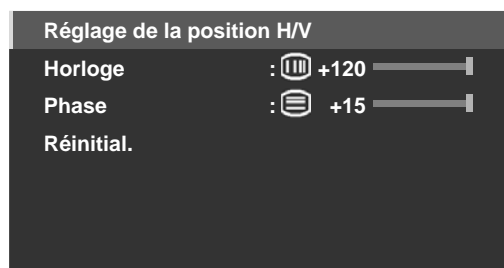 Réglage de la position H/V
Horloge : +120
Phase : +15
Réinitial.